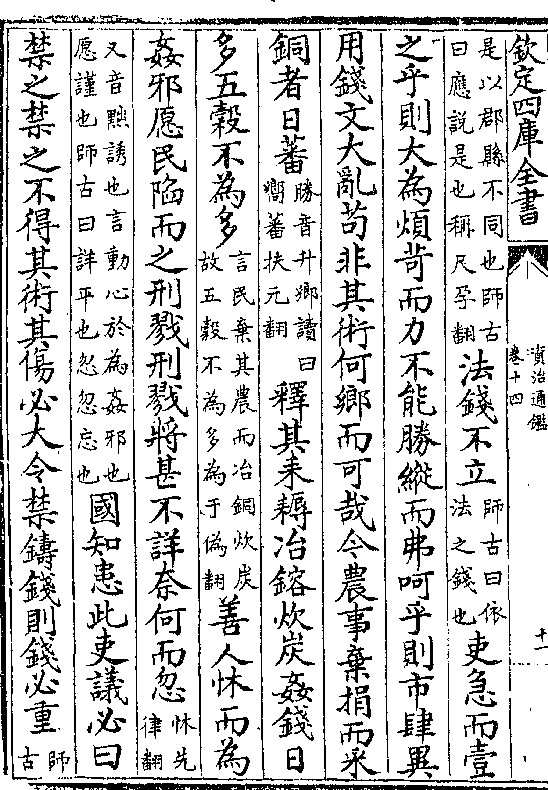 欽定四庫全書
資治通鑑
卷十四
十一
是以郡縣不同也師古
曰應説是也稱尺孕翻
法錢不立
師古曰依
法之錢也
吏急而壹
之乎則大為煩苛而力不能勝縱而弗呵乎則市肆異
用錢文大亂苟非其術何鄉而可哉今農事棄捐而采
銅者日蕃
勝音升鄉讀曰
嚮蕃扶元翻
釋其耒耨冶鎔炊炭姦錢日
多五穀不為多
言民棄其農而冶銅炊炭
故五穀不為多為于偽翻
善人怵而為
姦邪愿民陷而之刑戮刑戮將甚不詳奈何而忽
怵先
律翻
又音黜誘也言動心於為姦邪也
愿謹也師古曰詳平也忽忽忘也
國知患此吏議必曰
禁之禁之不得其術其傷必大令禁鑄錢則錢必重
師
古